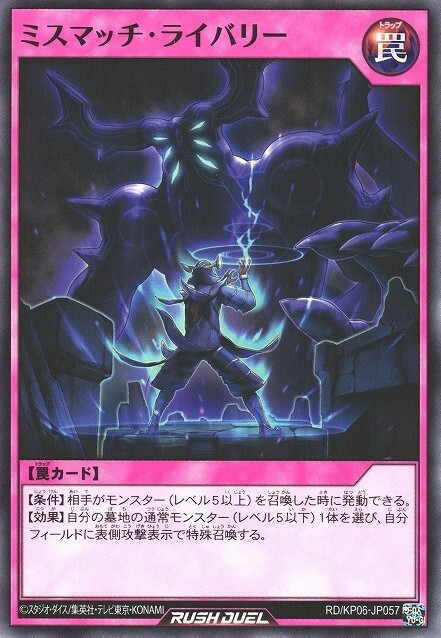 ミスマッチ・ライバリー
トラップ
罠
【罠カード】
【条件】相手がモンスター(レベル5以上)を召喚した時に発動できる。
【効果】自分の墓地の通常モンスター(レベル5以下)1体を選び、自分
フィールドに表側攻撃表示で特殊召喚する。
©スタジオ・ダイス/集英社・テレビ東京・KONAMI
RUSH DUEL
RD/KP06-JP057